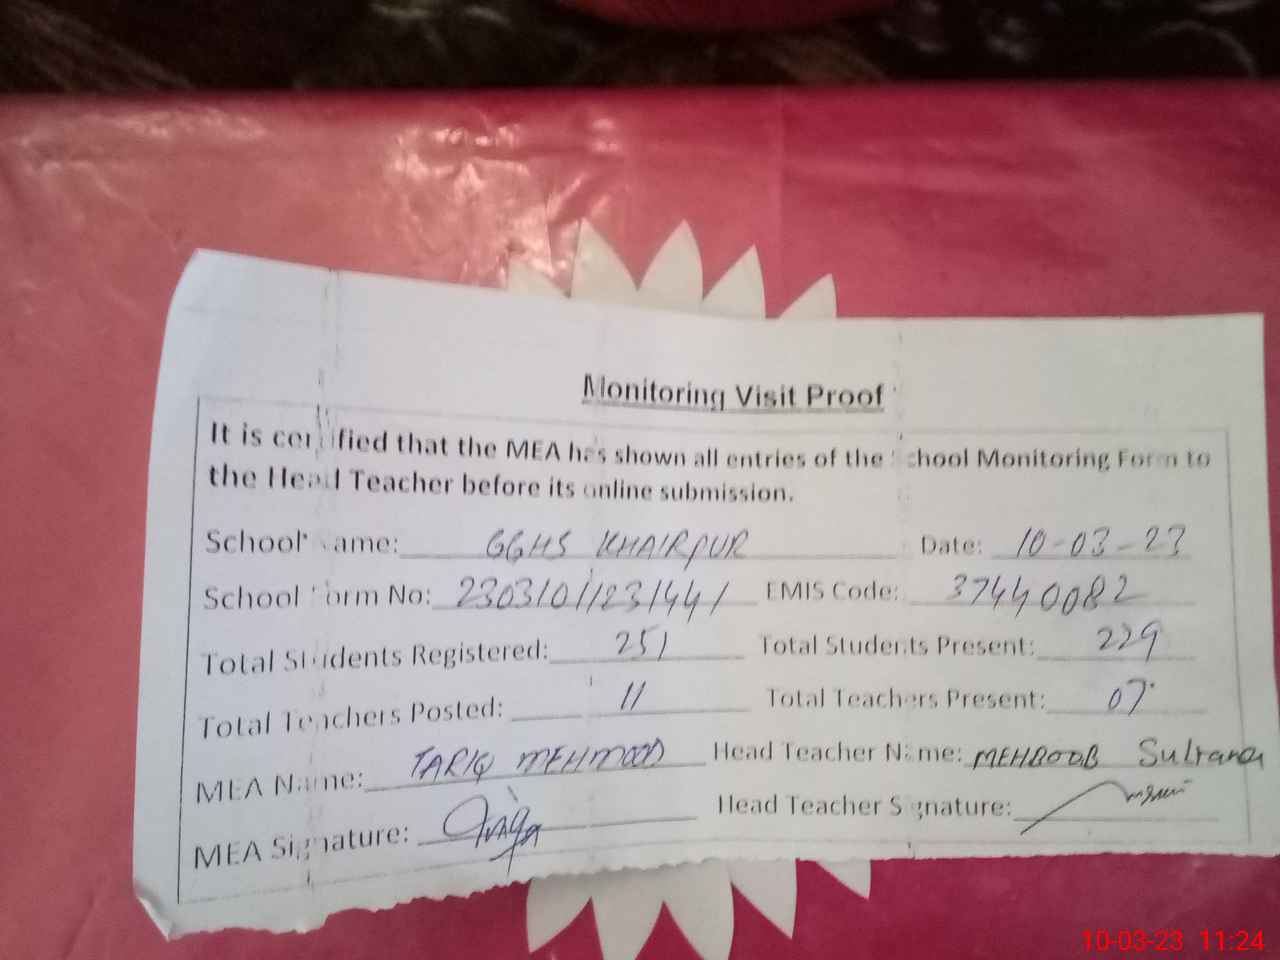 Monitoring Visit Proof
It is certified that the MEA has shown all entries of the School Monitoring Form to
the Head Teacher before its online submission.
School Name: GGHS KHAIRPUR Date: 10-03-23
School Form No: EMIS Code: 37440082
Total Students Registered: 251 Total Students Present: 229
Total Teachers Posted: 11 Total Teachers Present: 07
MEA Name: TARIQ MEHMOOD Head Teacher Name: MEHBOOB Sultana
MEA Signature: Head Teacher Signature:
10-03-23 11:24